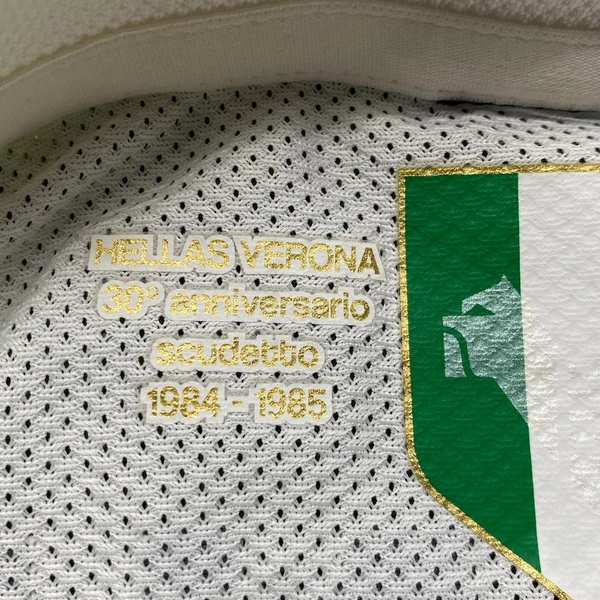 HELLAS VERONA
30° anniversario
scudetto
1984 - 1985